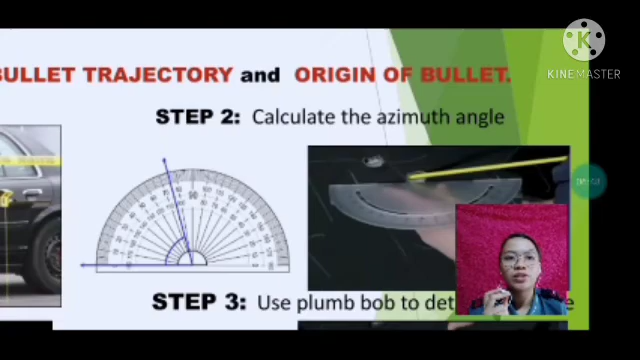 KINEMASTER
BULLET TRAJECTORY and ORIGIN OF BULLET.
STEP 2: Calculate the azimuth angle
STEP 3: Use plumb bob to det